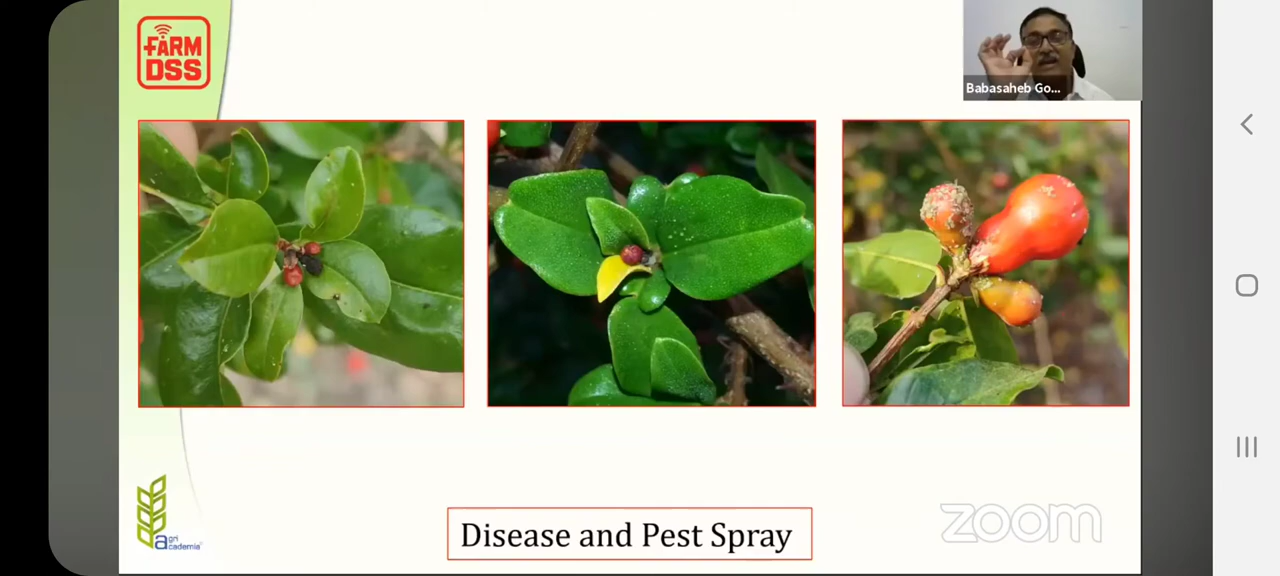 FARM
DSS
Babasaheb Go...
agri
academia
Disease and Pest Spray
zoom